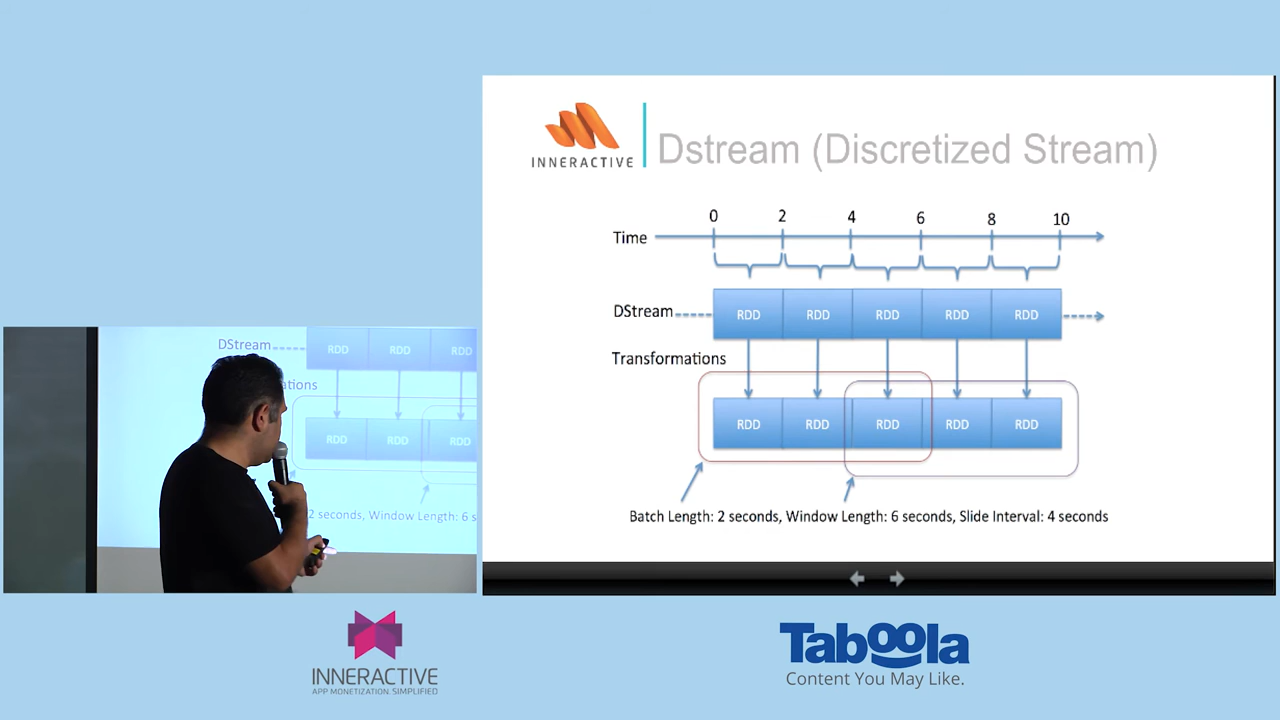 INNERACTIVE
Dstream (Discretized Stream)
0 2 4 6 8 10
Time
DStream RDD RDD RDD RDD RDD
Transformations
RDD RDD RDD RDD RDD
Batch Length: 2 seconds, Window Length: 6 seconds, Slide Interval: 4 seconds
DStream RDD RDD RDD
ations
RDD RDD RDD
2 seconds, Window Length: 6 s
INNERACTIVE
APP MONETIZATION. SIMPLIFIED
Taboola
Content You May Like.